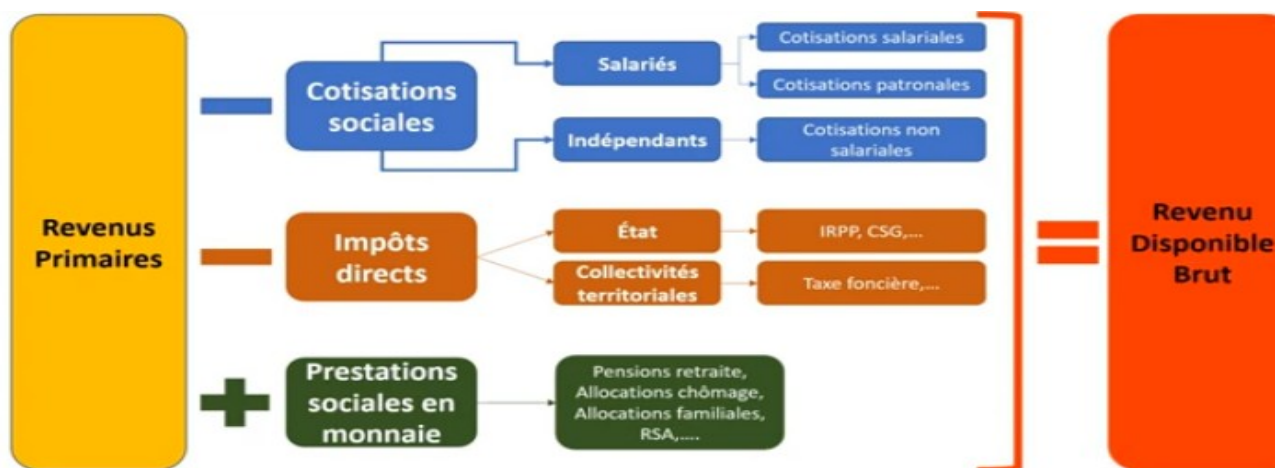 Revenus
Primaires
Cotisations
sociales
Salariés
Cotisations salariales
Cotisations patronales
Indépendants
Cotisations non
salariales
Impôts
directs
État
IRPP, CSG,...
Collectivités
territoriales
Taxe foncière,...
Prestations
sociales en
monnaie
Pensions retraite,
Allocations chômage,
Allocations familiales,
RSA,....
Revenu
Disponible
Brut